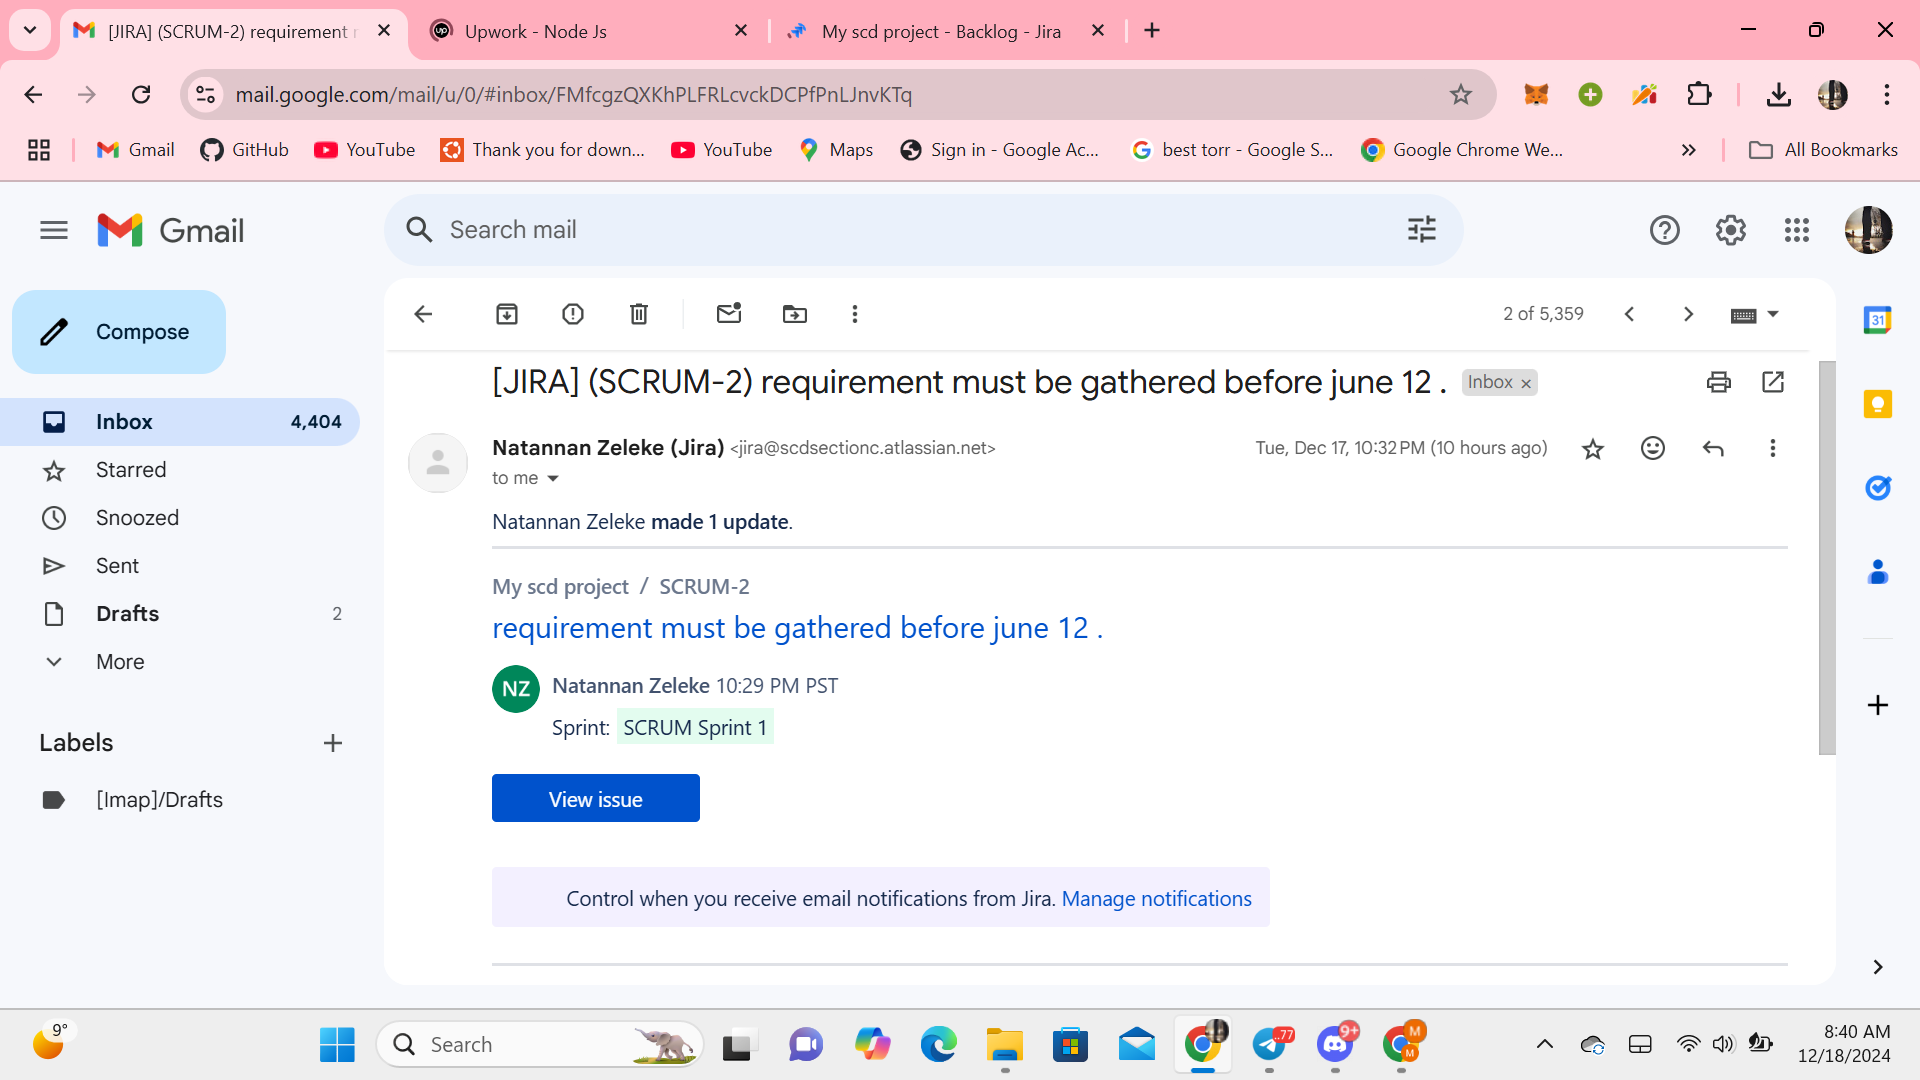 [JIRA] (SCRUM-2) requirement r
Upwork - Node Js
My scd project - Backlog - Jira
mail.google.com/mail/u/0/#inbox/FMfcgzQXKhPLFRLcvckDCPfPnLJnvKTq
Gmail
GitHub
YouTube
Thank you for down...
YouTube
Maps
Sign in - Google Ac...
best torr - Google S...
Google Chrome We...
All Bookmarks
Gmail
Search mail
Compose
2 of 5,359
[JIRA] (SCRUM-2) requirement must be gathered before june 12 .
Inbox
Inbox 4,404
Starred
Snoozed
Sent
Drafts 2
More
Labels
[Imap]/Drafts
Natannan Zeleke (Jira) <jira@scdsectionc.atlassian.net>
Tue, Dec 17, 10:32 PM (10 hours ago)
to me
Natannan Zeleke made 1 update.
My scd project / SCRUM-2
requirement must be gathered before june 12 .
NZ
Natannan Zeleke 10:29 PM PST
Sprint: SCRUM Sprint 1
View issue
Control when you receive email notifications from Jira. Manage notifications
31
9°
Search
..77
9+
M
M
8:40 AM
12/18/2024